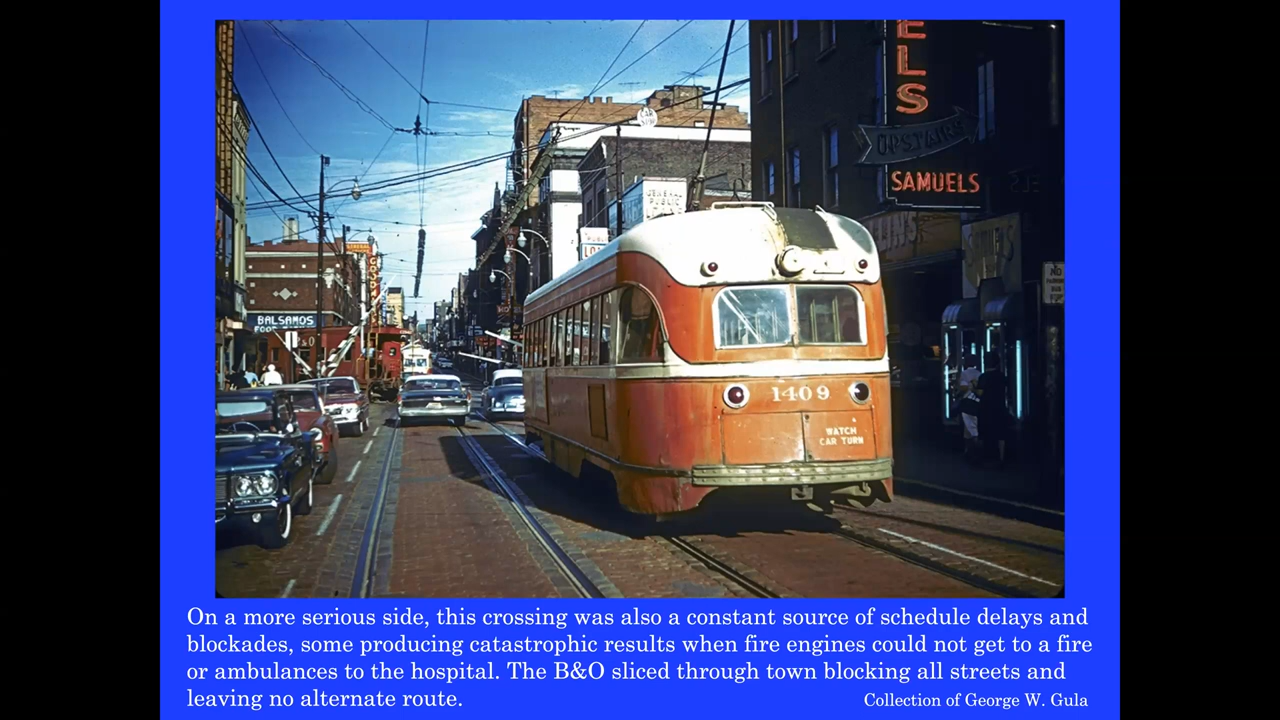 ELS
UPSTAIRS
SAMUELS
GENERAL
PUBLIC
BALSAMOS
NO
1409
WATCH
CAR TURN
On a more serious side, this crossing was also a constant source of schedule delays and
blockades, some producing catastrophic results when fire engines could not get to a fire
or ambulances to the hospital. The B&O sliced through town blocking all streets and
leaving no alternate route.
Collection of George W. Gula